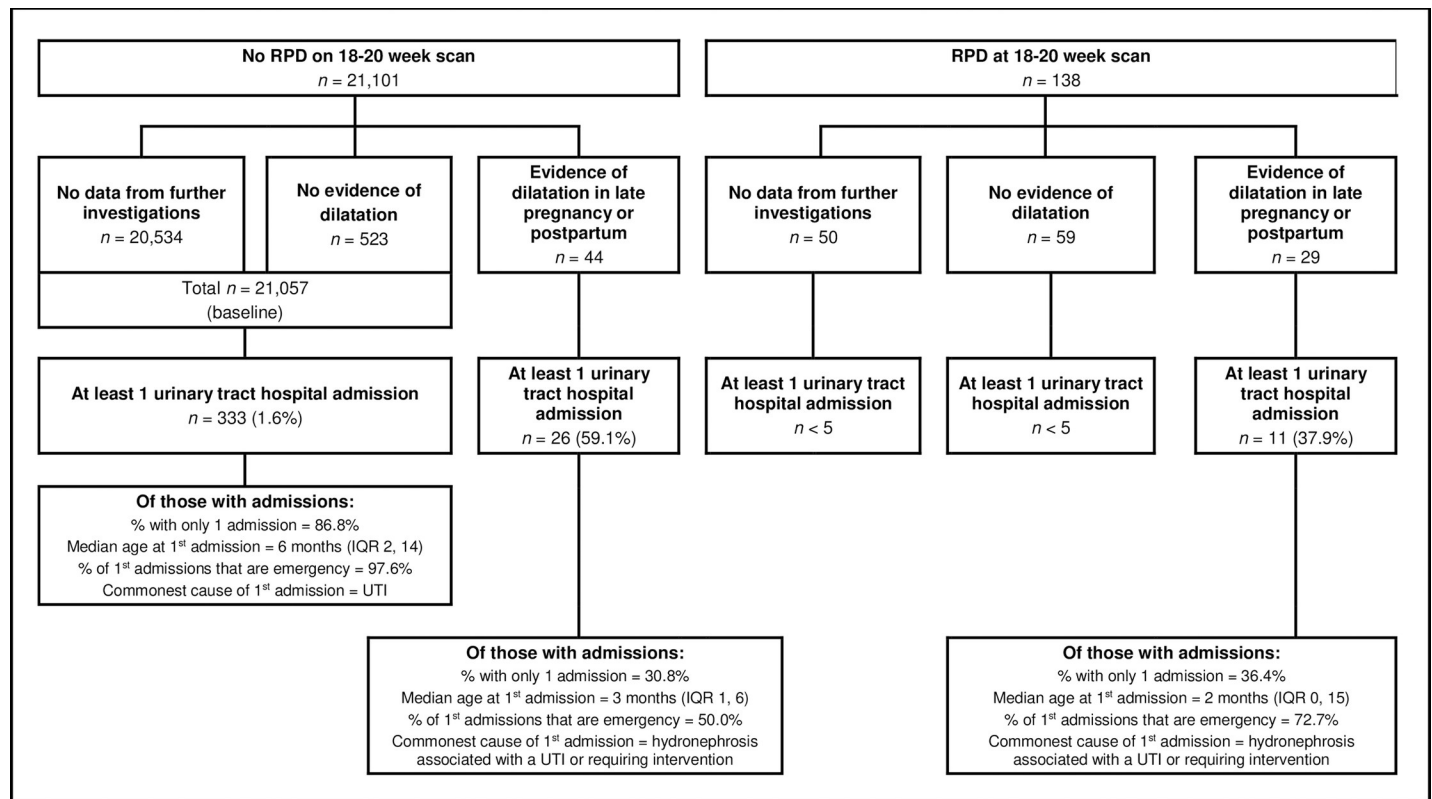 No RPD on 18-20 week scan
n = 21,101
RPD at 18-20 week scan
n = 138
No data from further
investigations
n = 20,534
No evidence of
dilatation
n = 523
Evidence of
dilatation in late
pregnancy or
postpartum
n = 44
No data from further
investigations
n = 50
No evidence of
dilatation
n = 59
Evidence of
dilatation in late
pregnancy or
postpartum
n = 29
Total n = 21,057
(baseline)
At least 1 urinary tract hospital admission
n = 333 (1.6%)
At least 1 urinary
tract hospital
admission
n = 26 (59.1%)
At least 1 urinary tract
hospital admission
n < 5
At least 1 urinary tract
hospital admission
n < 5
At least 1 urinary
tract hospital
admission
n = 11 (37.9%)
Of those with admissions:
% with only 1 admission = 86.8%
Median age at 1st admission = 6 months (IQR 2, 14)
% of 1st admissions that are emergency = 97.6%
Commonest cause of 1st admission = UTI
Of those with admissions:
% with only 1 admission = 30.8%
Median age at 1st admission = 3 months (IQR 1, 6)
% of 1st admissions that are emergency = 50.0%
Commonest cause of 1st admission = hydronephrosis
associated with a UTI or requiring intervention
Of those with admissions:
% with only 1 admission = 36.4%
Median age at 1st admission = 2 months (IQR 0, 15)
% of 1st admissions that are emergency = 72.7%
Commonest cause of 1st admission = hydronephrosis
associated with a UTI or requiring intervention